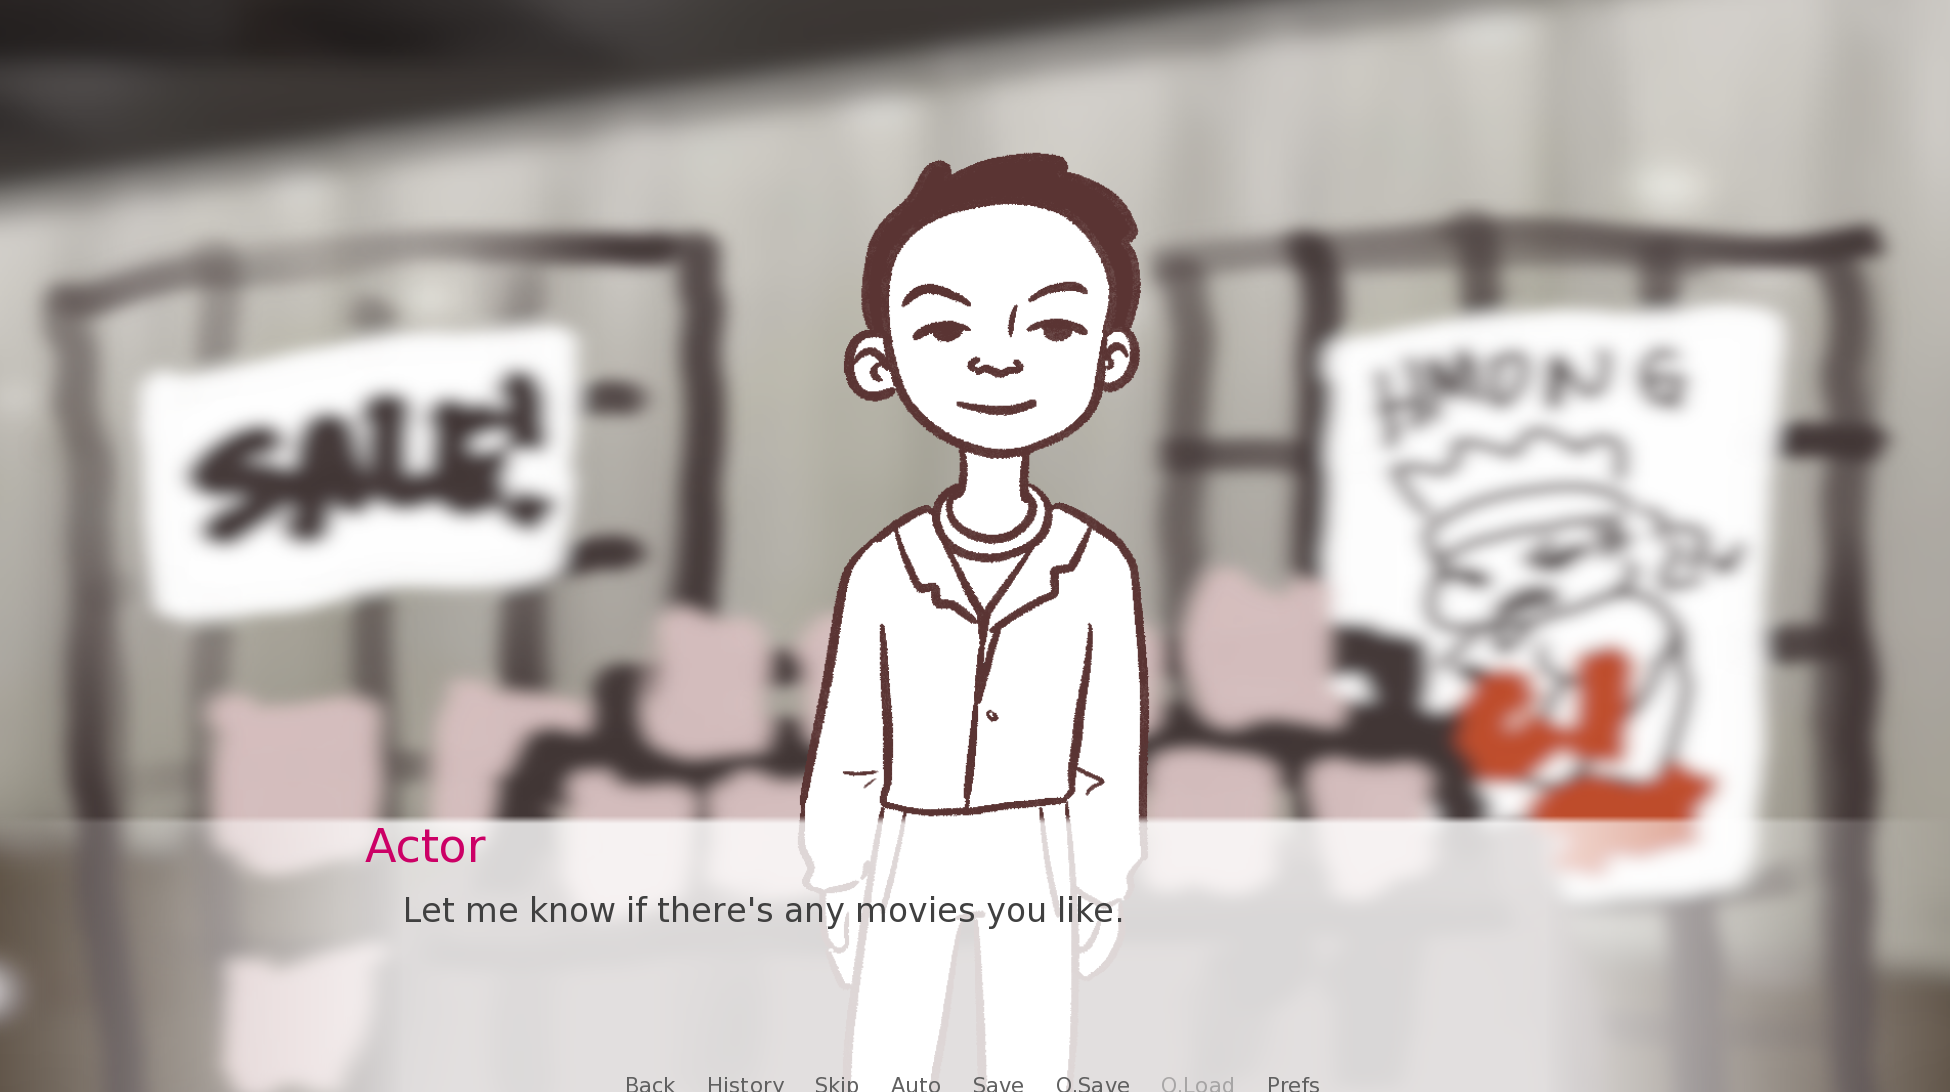 SALE!
HMONG
Actor
Let me know if there's any movies you like.
Back History Skip Auto Save Q.Save Q.Load Prefs